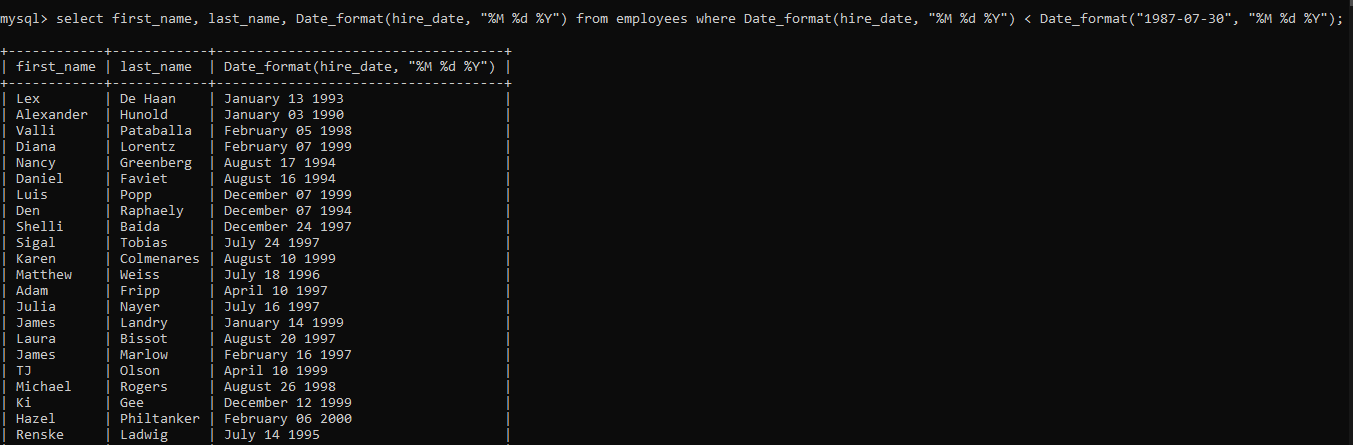 mysql> select first_name, last_name, Date_format(hire_date, "%M %d %Y") from employees where Date_format(hire_date, "%M %d %Y") < Date_format("1987-07-30", "%M %d %Y");
+------------+-------------+------------------------------------+
| first_name | last_name | Date_format(hire_date, "%M %d %Y") |
+------------+-------------+------------------------------------+
| Lex | De Haan | January 13 1993 |
| Alexander | Hunold | January 03 1990 |
| Valli | Pataballa | February 05 1998 |
| Diana | Lorentz | February 07 1999 |
| Nancy | Greenberg | August 17 1994 |
| Daniel | Faviet | August 16 1994 |
| Luis | Popp | December 07 1999 |
| Den | Raphaely | December 07 1994 |
| Shelli | Baida | December 24 1997 |
| Sigal | Tobias | July 24 1997 |
| Karen | Colmenares | August 10 1999 |
| Matthew | Weiss | July 18 1996 |
| Adam | Fripp | April 10 1997 |
| Julia | Nayer | July 16 1997 |
| James | Landry | January 14 1999 |
| Laura | Bissot | August 20 1997 |
| James | Marlow | February 16 1997 |
| TJ | Olson | April 10 1999 |
| Michael | Rogers | August 26 1998 |
| Ki | Gee | December 12 1999 |
| Hazel | Philtanker | February 06 2000 |
| Renske | Ladwig | July 14 1995 |